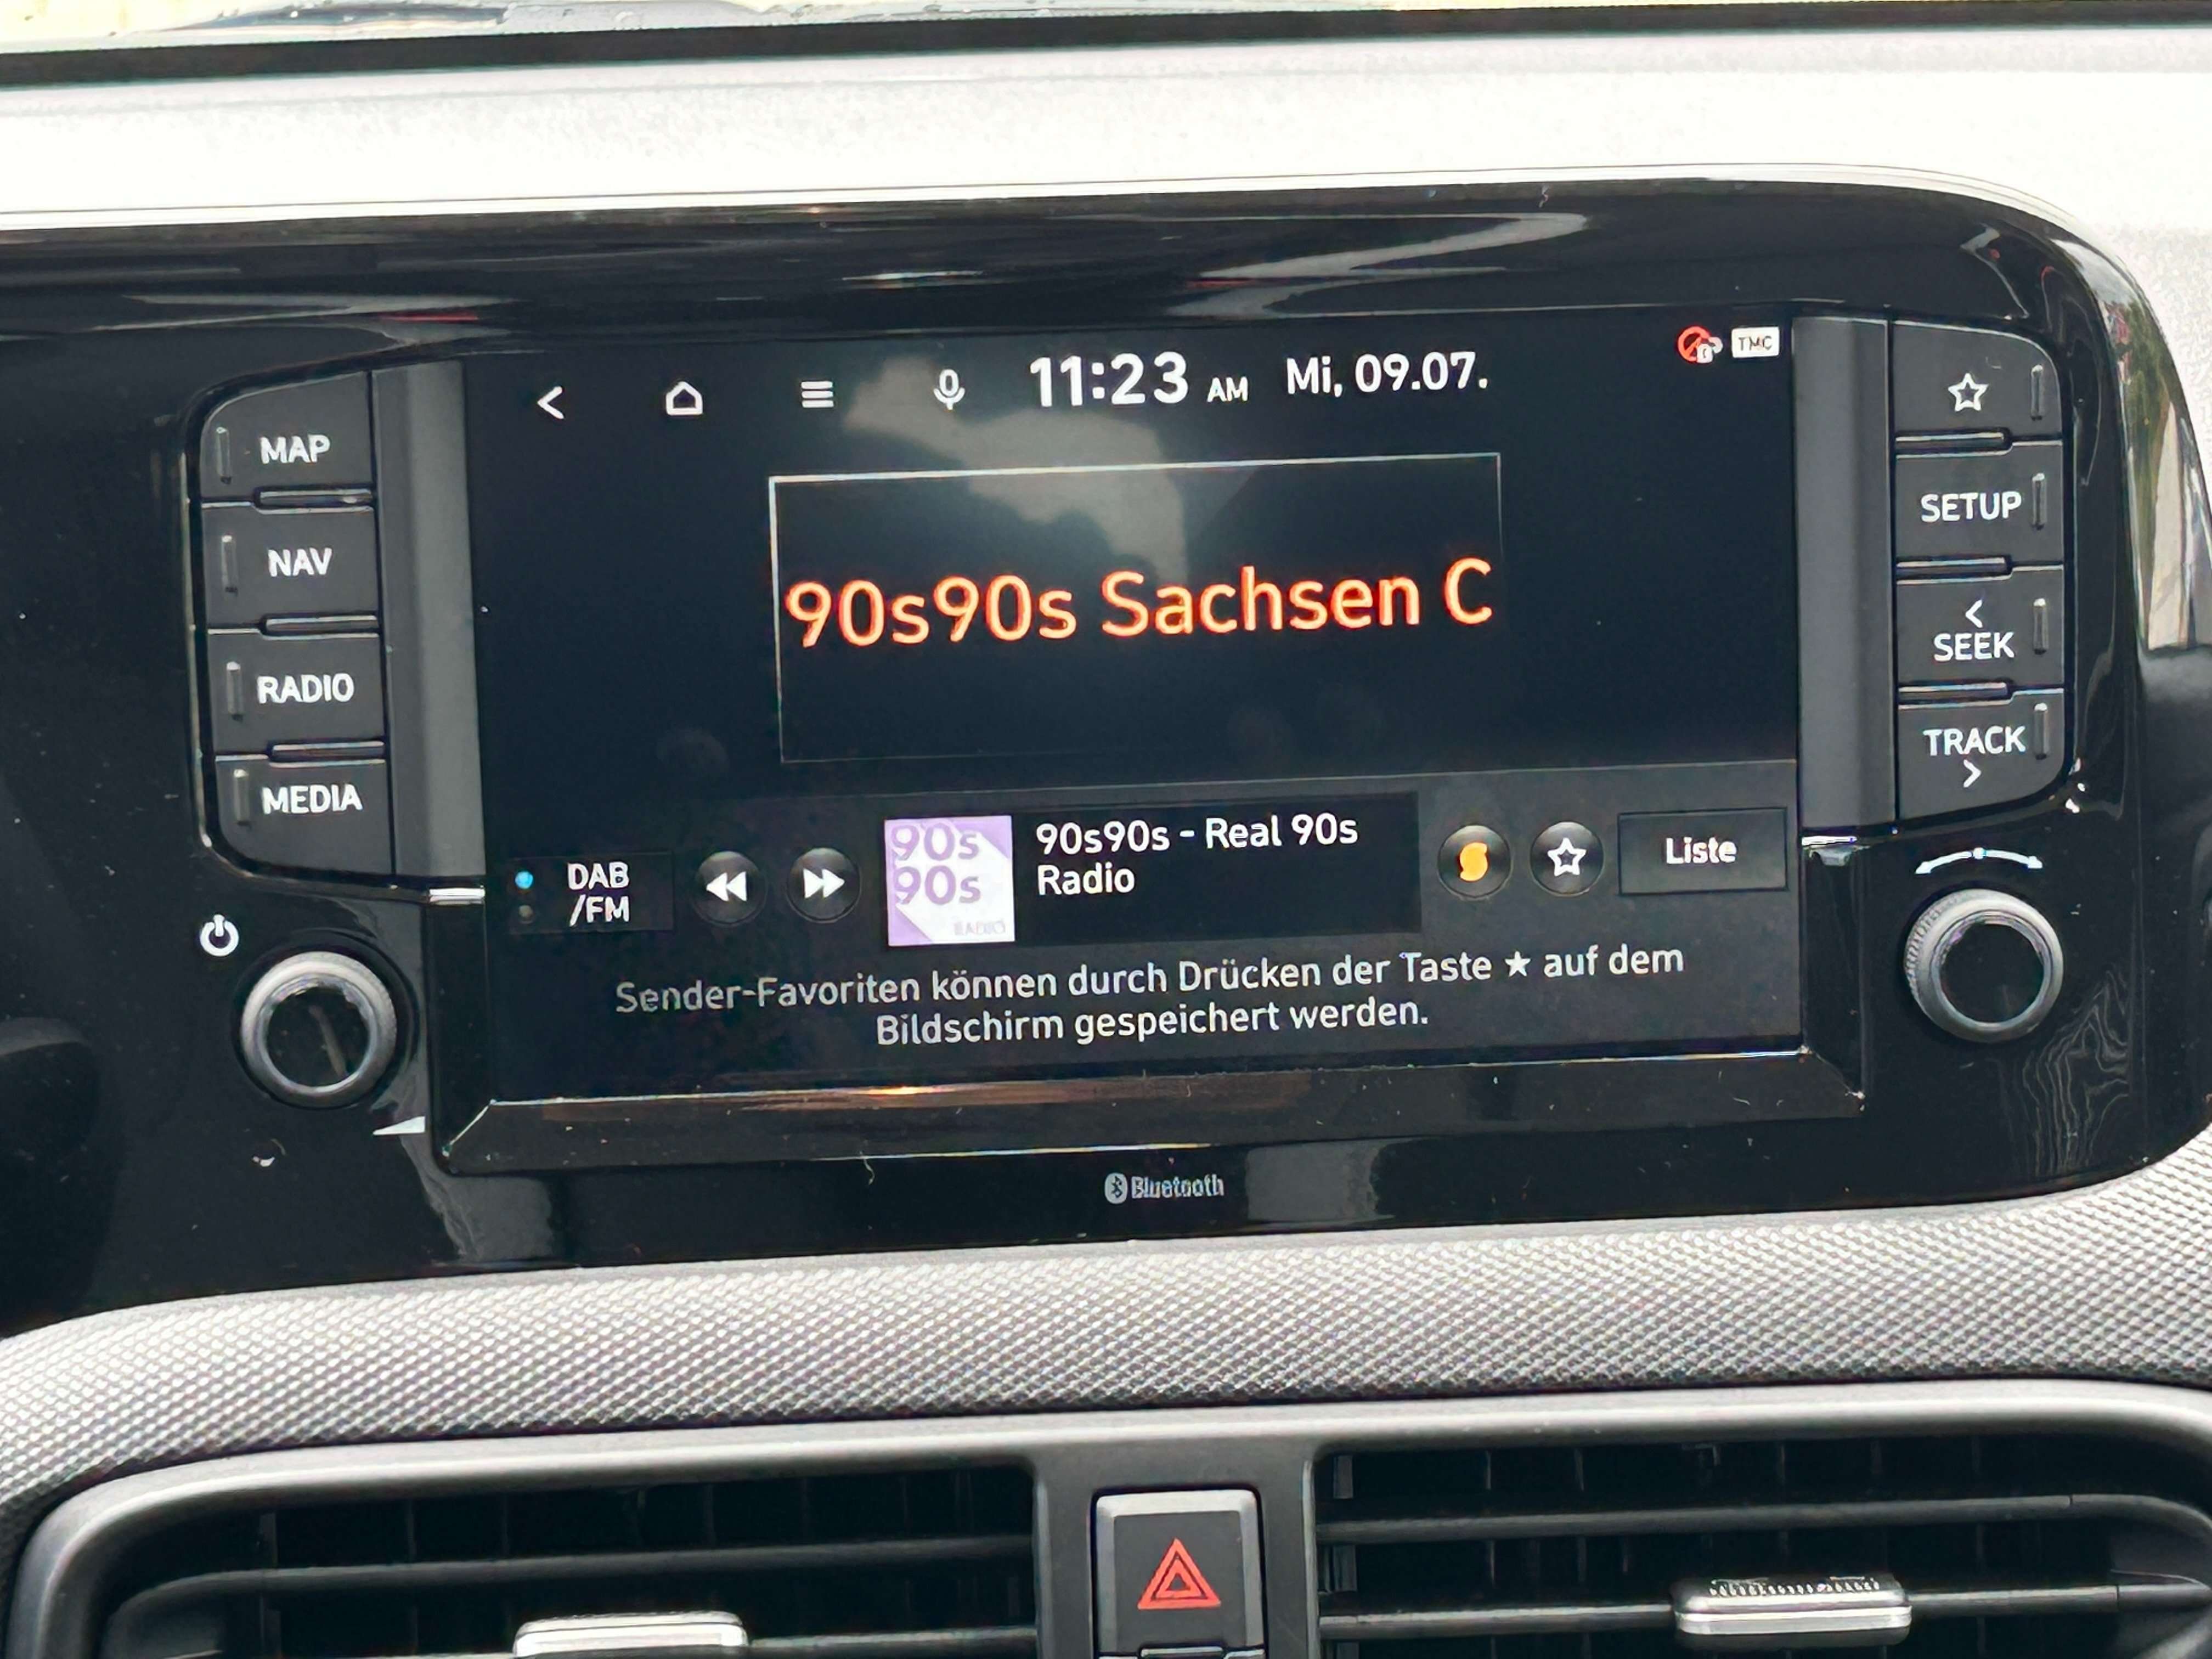 11:23 AM Mi, 09.07.
TMC
MAP
NAV
RADIO
MEDIA
90s90s Sachsen C
DAB
/FM
90s
90s
RADIO
90s90s - Real 90s
Radio
Liste
Sender-Favoriten können durch Drücken der Taste ★ auf dem
Bildschirm gespeichert werden.
SETUP
<
SEEK
TRACK
>
Bluetooth